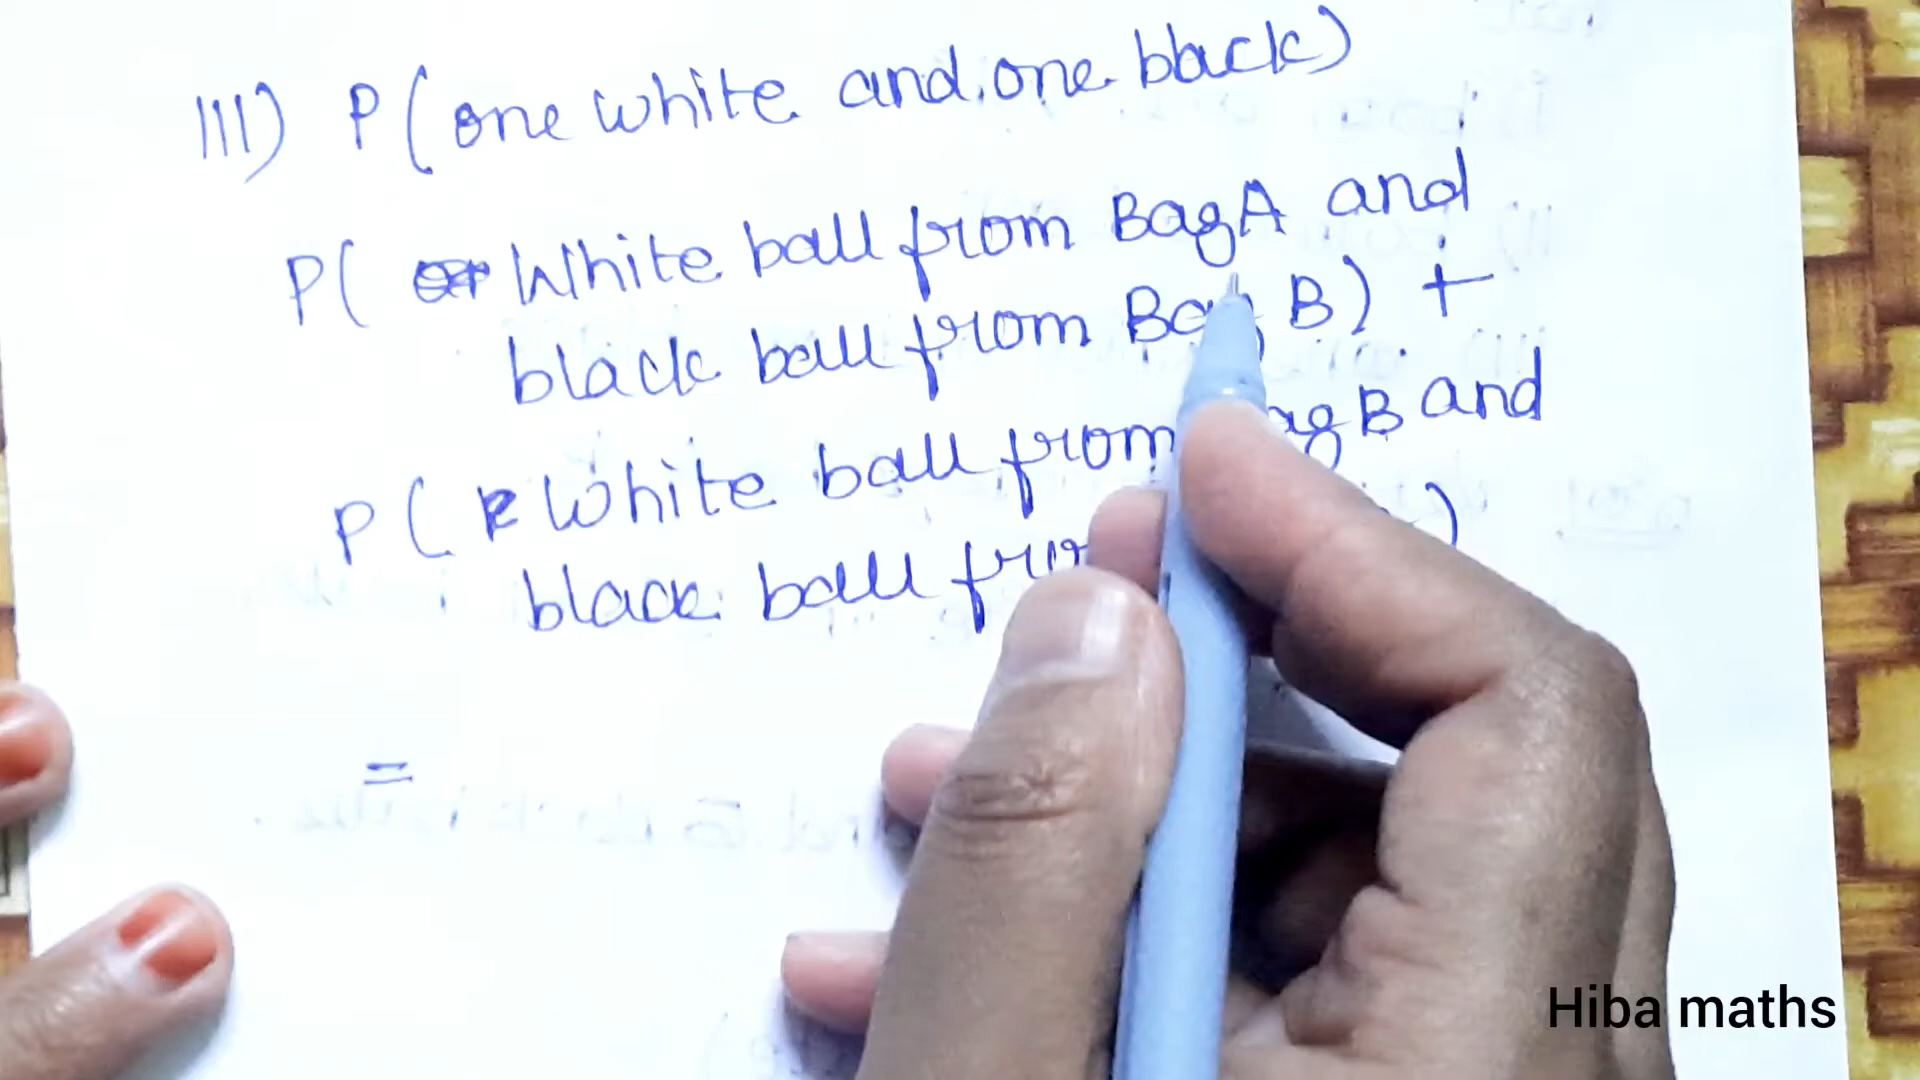 III) P(one white and one black)
P( White ball from Bag A and
black ball from B) +
P( White ball from B and
black ball )
=
Hiba maths